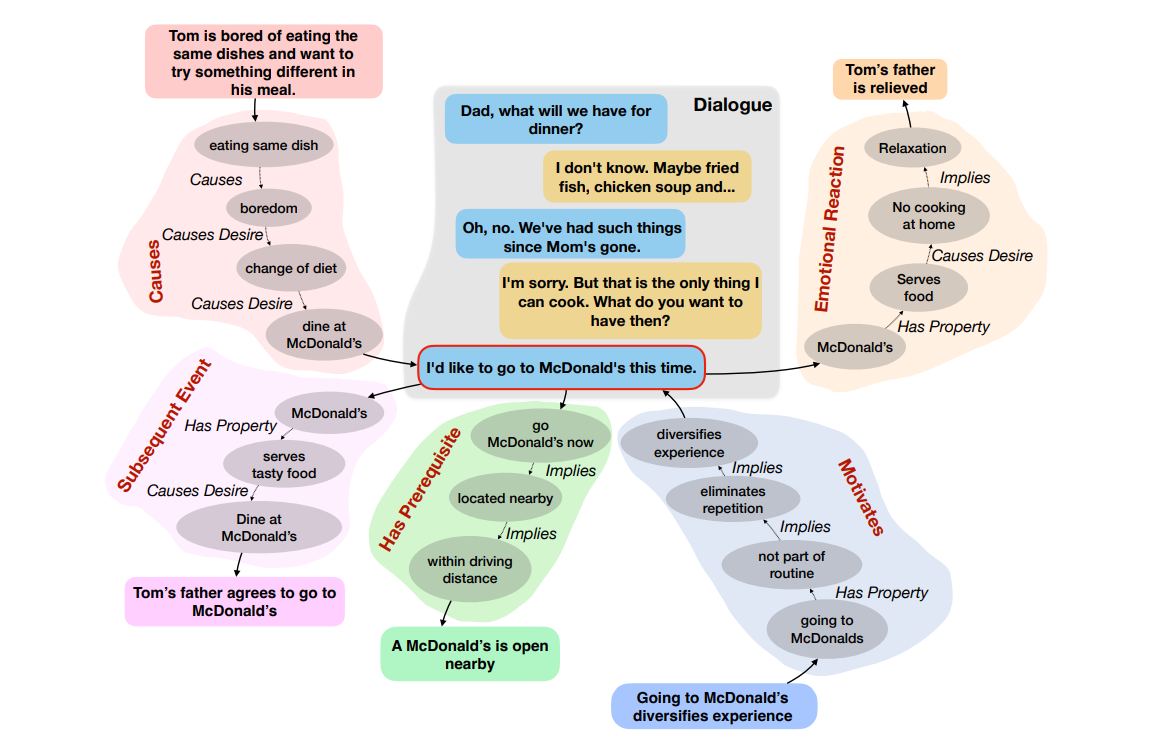 Tom is bored of eating the
same dishes and want to
try something different in
his meal.
eating same dish
Causes
boredom
Causes Desire
change of diet
Causes Desire
dine at
McDonald's
Causes
Dialogue
Dad, what will we have for
dinner?
I don't know. Maybe fried
fish, chicken soup and...
Oh, no. We've had such things
since Mom's gone.
I'm sorry. But that is the only thing I
can cook. What do you want to
have then?
I'd like to go to McDonald's this time.
Tom's father
is relieved
Relaxation
Implies
No cooking
at home
Causes Desire
Serves
food
Has Property
McDonald's
Emotional Reaction
Subsequent Event
McDonald's
Has Property
serves
tasty food
Causes Desire
Dine at
McDonald's
Tom's father agrees to go to
McDonald's
Has Prerequisite
go
McDonald's now
Implies
located nearby
Implies
within driving
distance
A McDonald's is open
nearby
Motivates
diversifies
experience
Implies
eliminates
repetition
Implies
not part of
routine
Has Property
going to
McDonalds
Going to McDonald's
diversifies experience